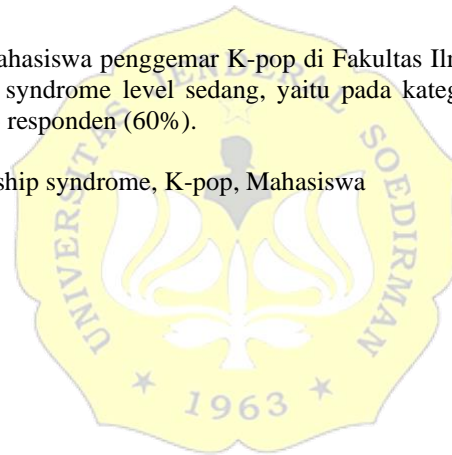 ahasiswa penggemar K-pop di Fakultas Il
syndrome level sedang, yaitu pada kateg
responden (60%).
ship syndrome, K-pop, Mahasiswa
UNIVERSITAS JENDERAL SOEDIRMAN
★ 1963 ★